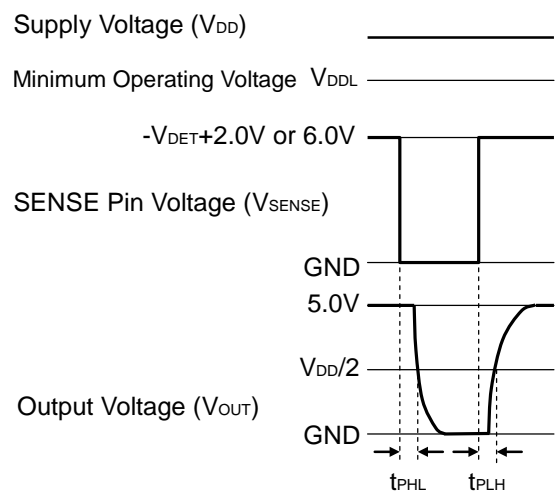 Supply Voltage (VDD)
Minimum Operating Voltage VDDL
-VDET+2.0V or 6.0V
SENSE Pin Voltage (VSENSE)
GND
5.0V
VDD/2
Output Voltage (VOUT)
GND
tPHL tPLH